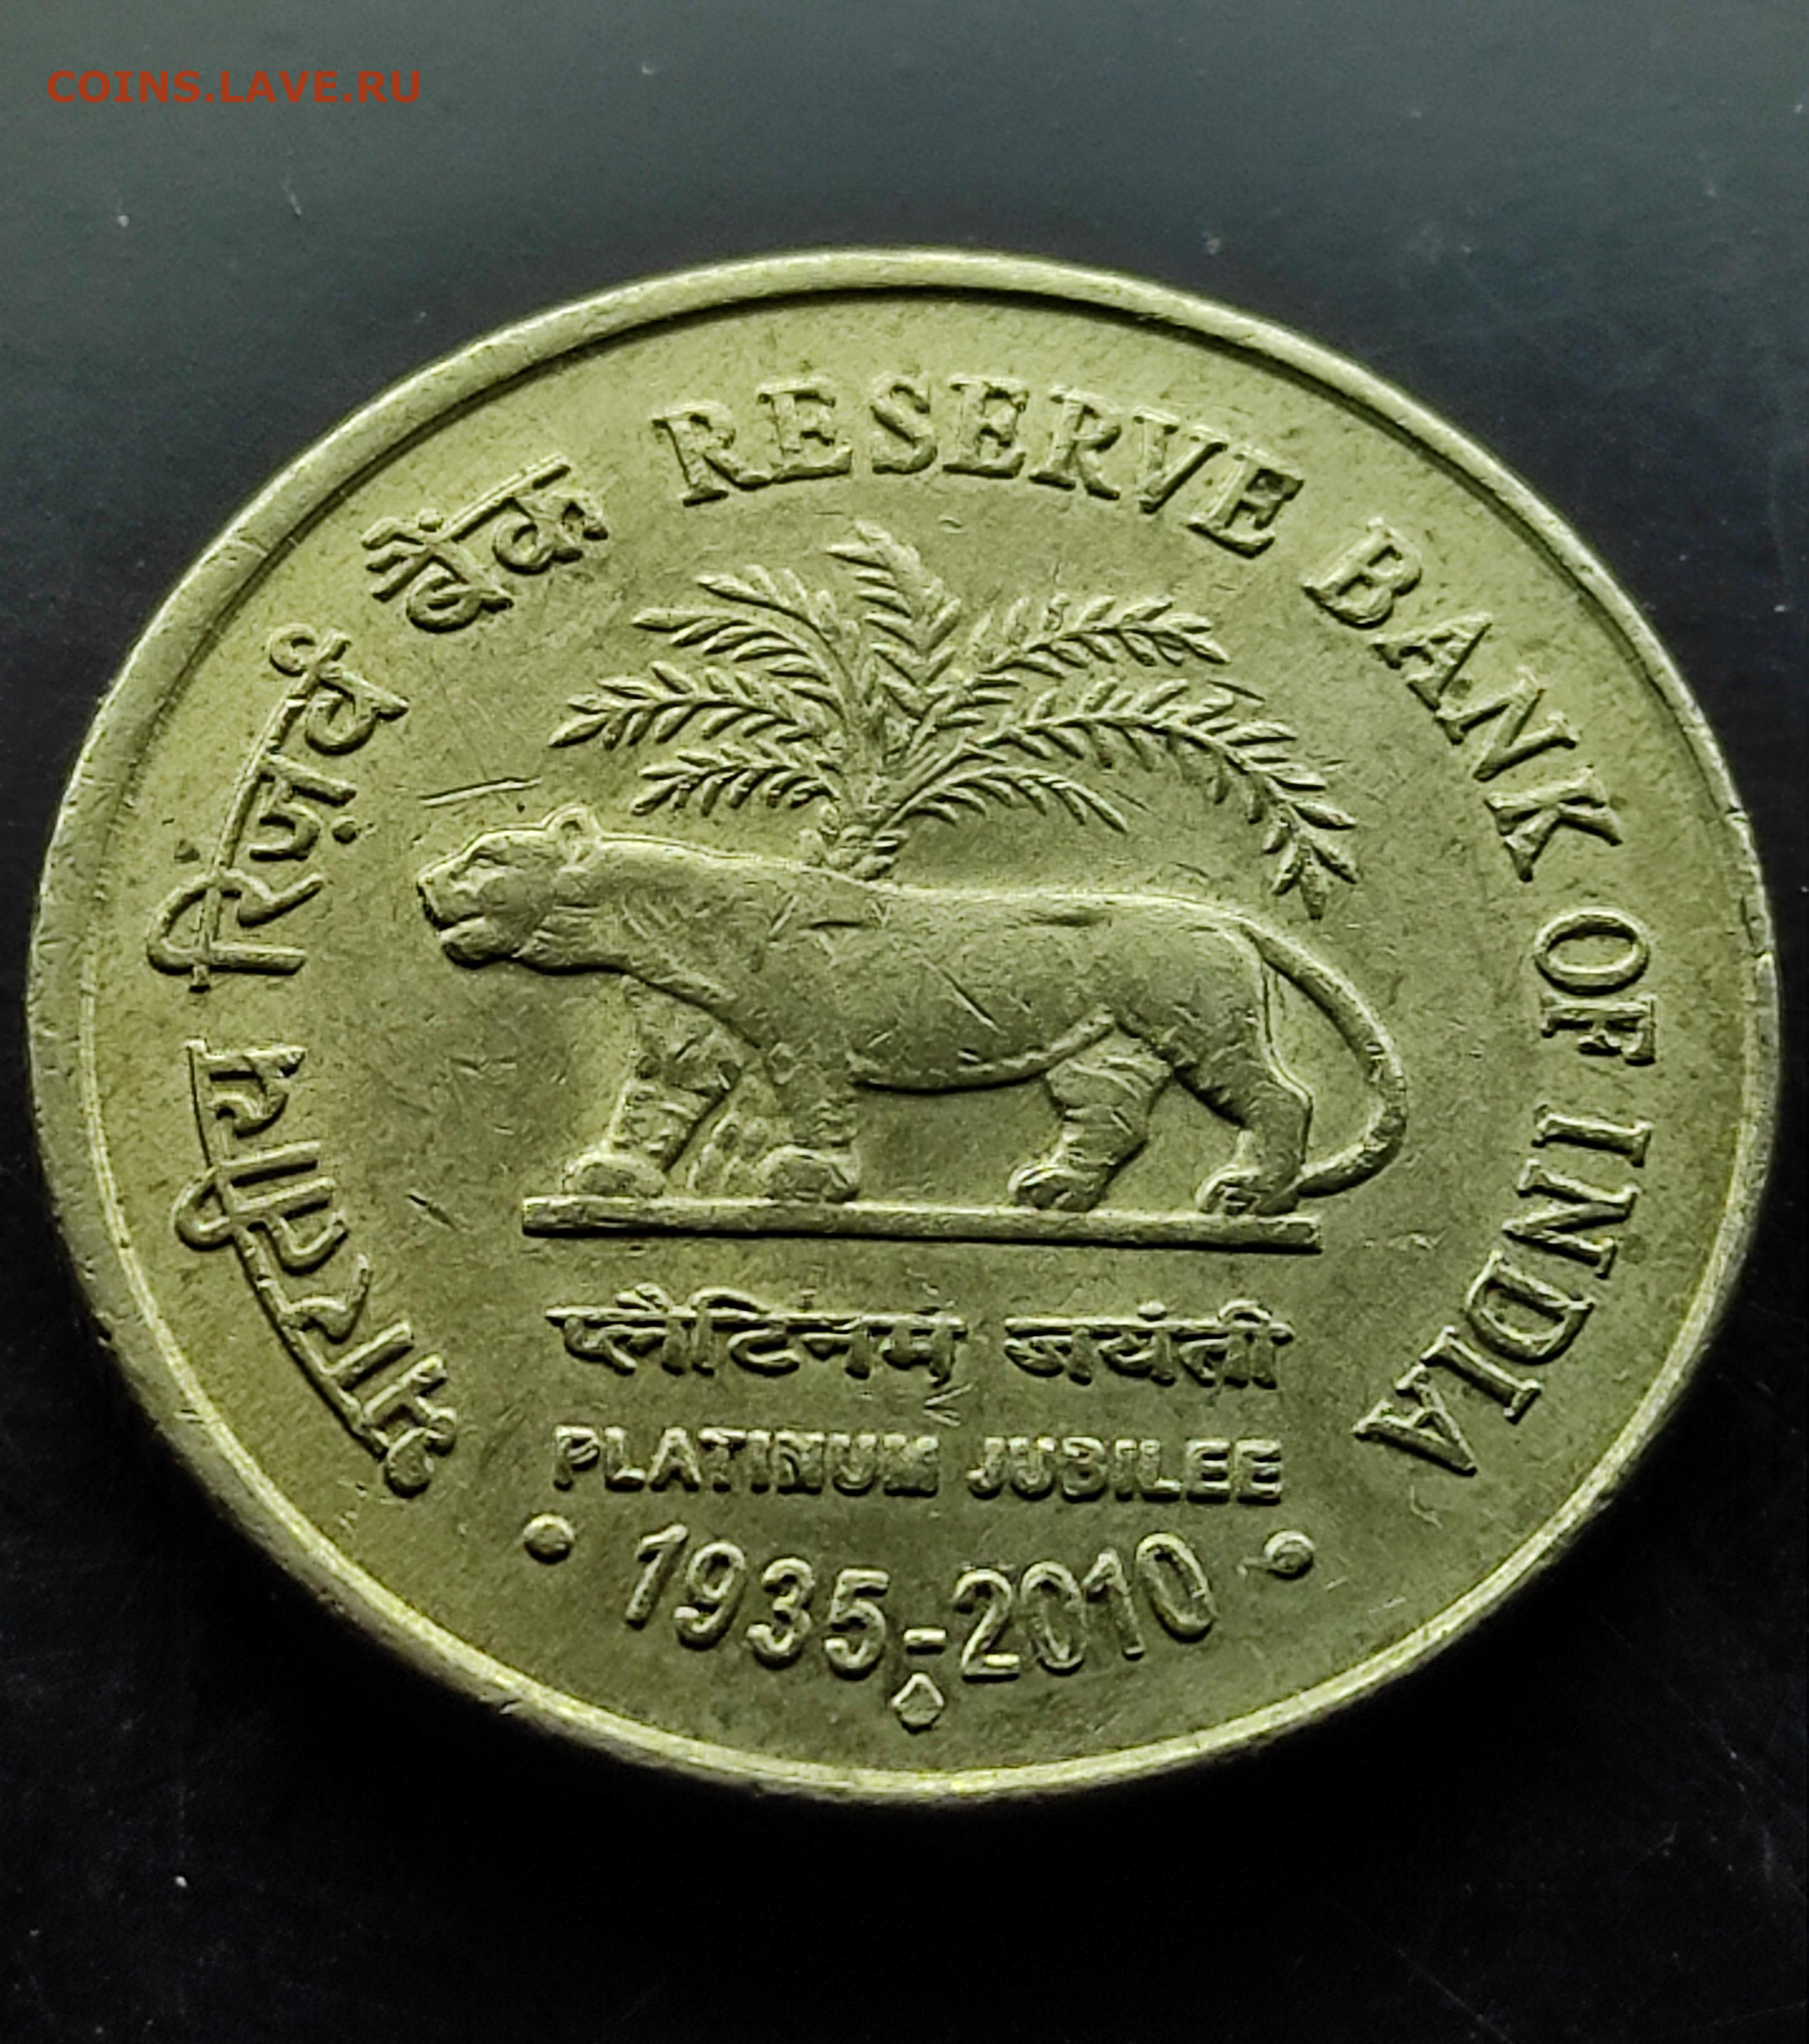 COINS.LAVE.RU
भारतीय रिज़र्व बैंक
RESERVE BANK OF INDIA
प्लैटिनम जयंती
PLATINUM JUBILEE
1935-2010